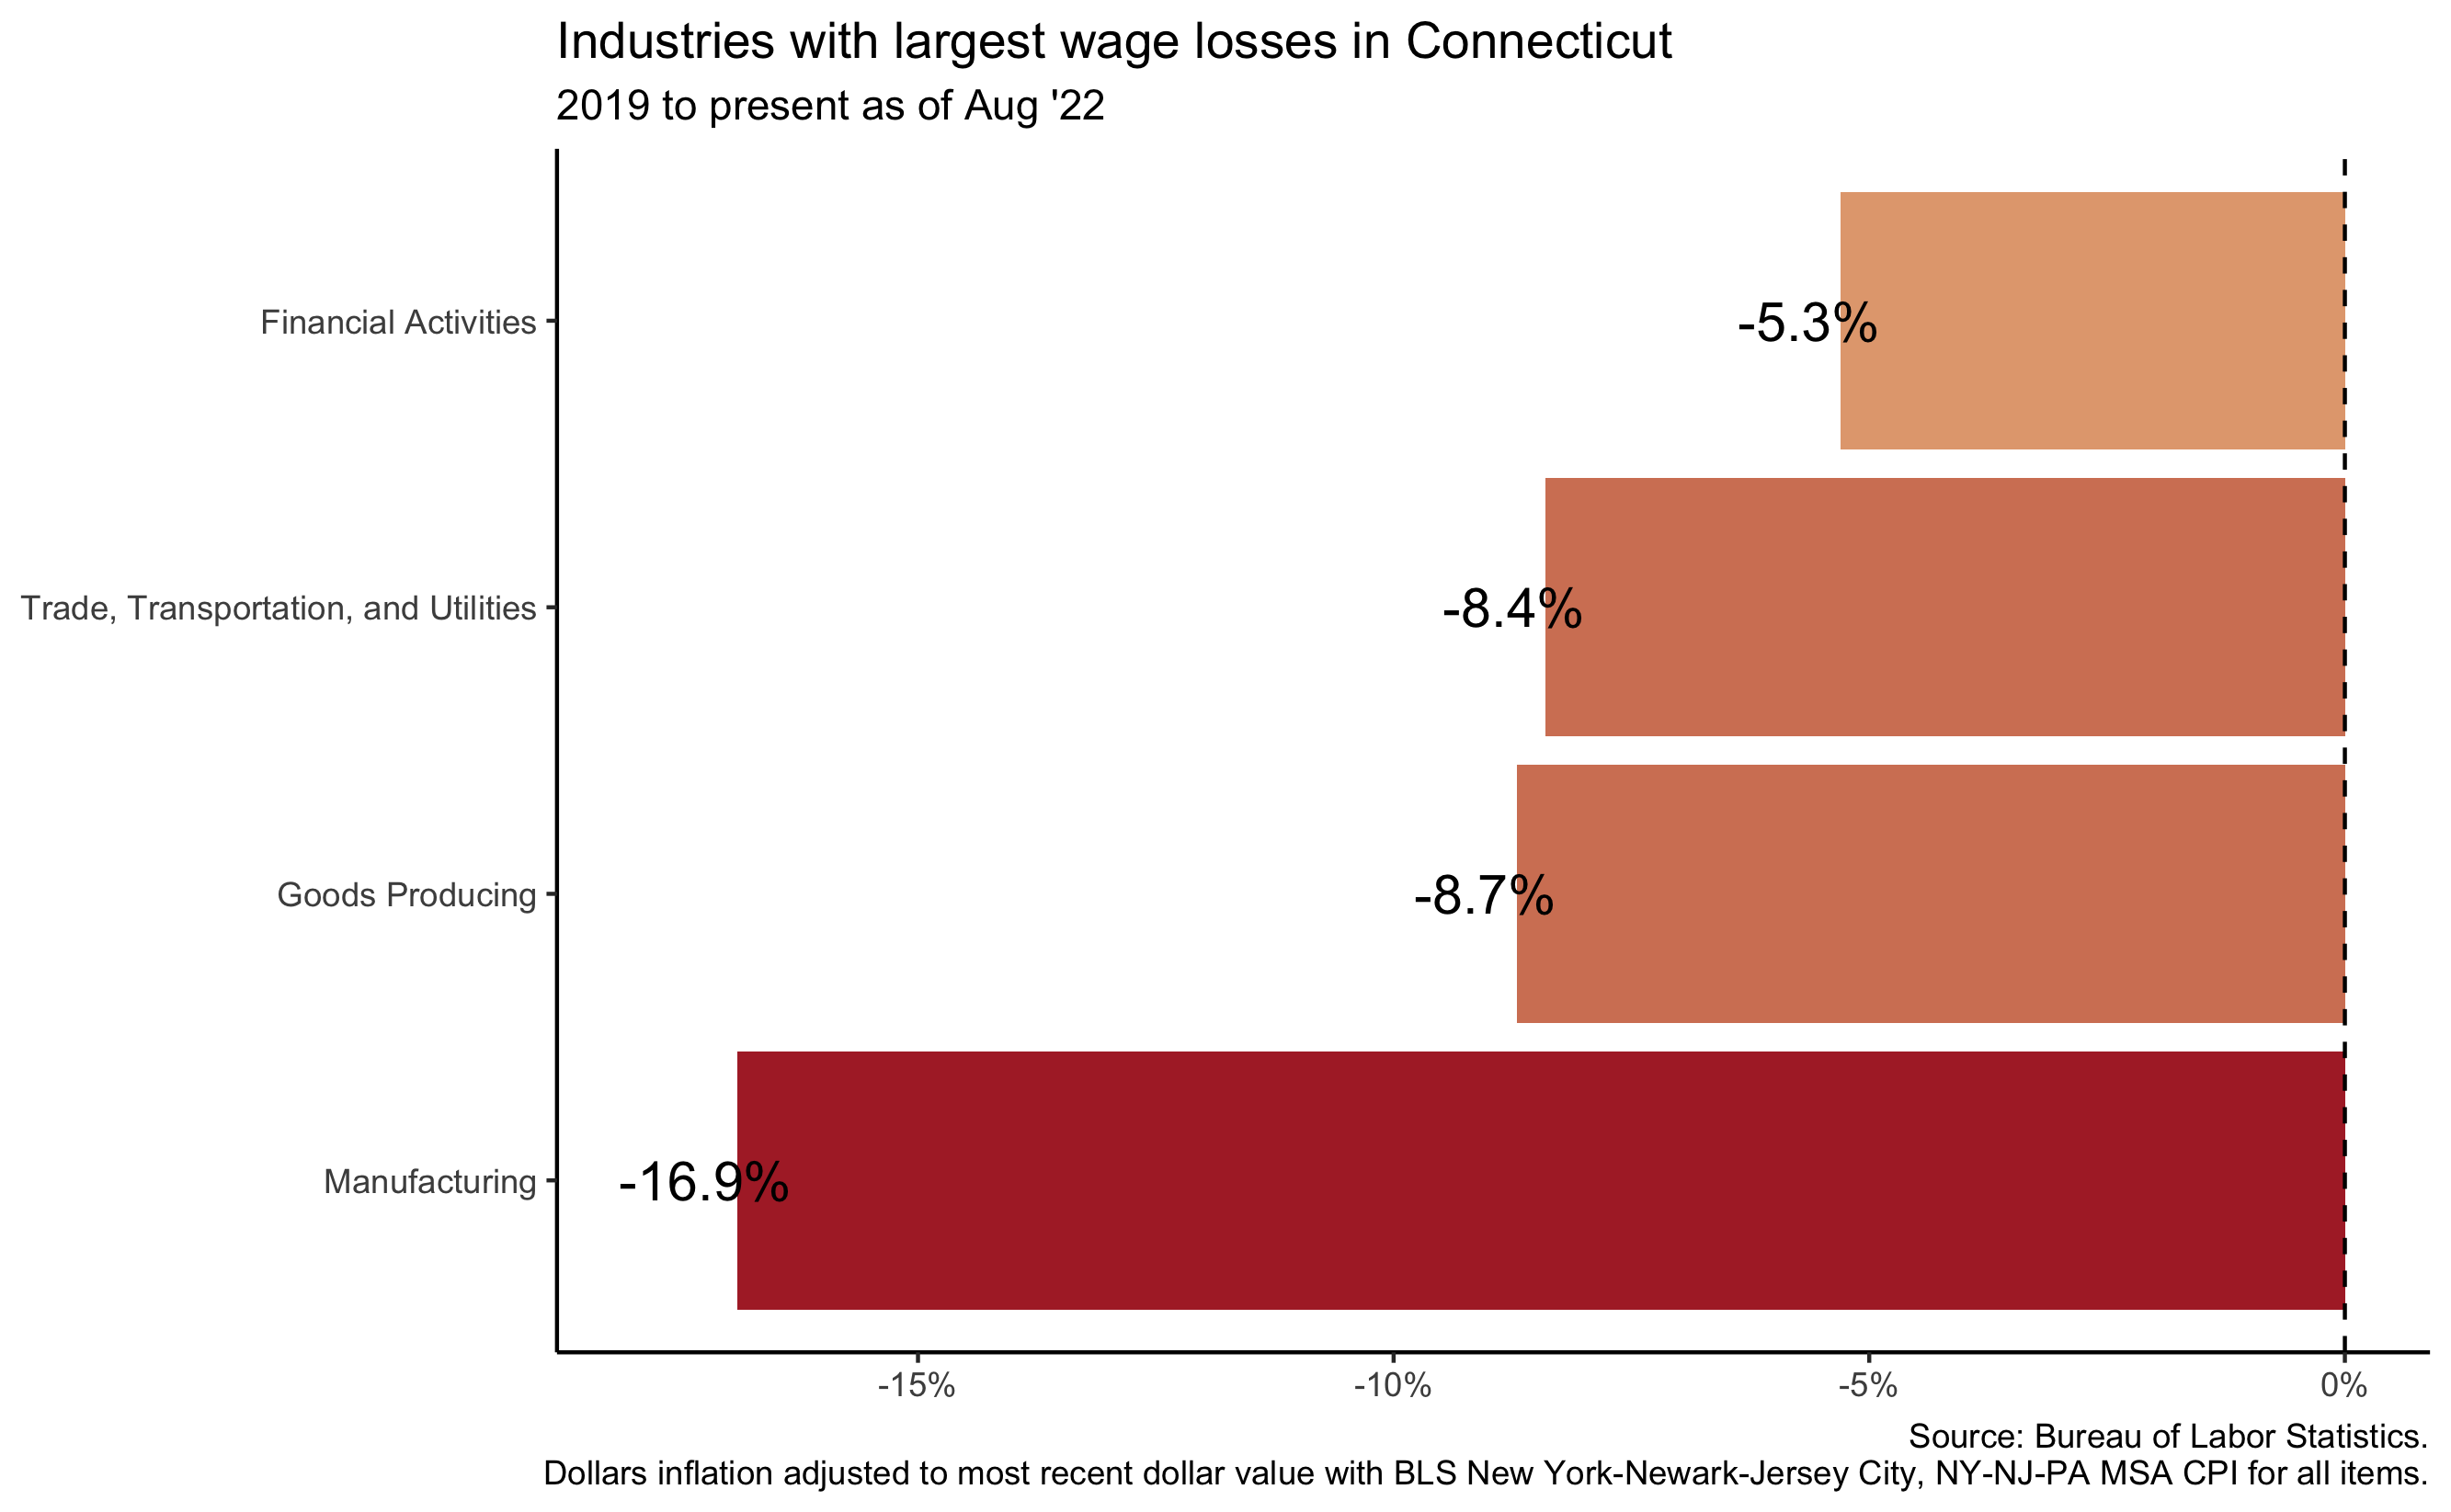 Industries with largest wage losses in Connecticut
2019 to present as of Aug '22
Financial Activities
-5.3%
Trade, Transportation, and Utilities
-8.4%
Goods Producing
-8.7%
Manufacturing
-16.9%
-15%
-10%
-5%
0%
Source: Bureau of Labor Statistics.
Dollars inflation adjusted to most recent dollar value with BLS New York-Newark-Jersey City, NY-NJ-PA MSA CPI for all items.